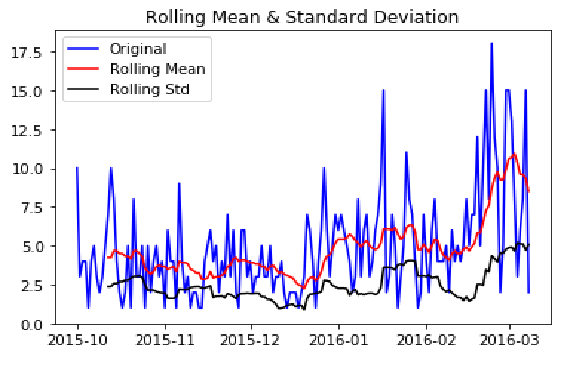 Rolling Mean & Standard Deviation
Original
Rolling Mean
Rolling Std
17.5
15.0
12.5
10.0
7.5
5.0
2.5
0.0
2015-10 2015-11 2015-12 2016-01 2016-02 2016-03